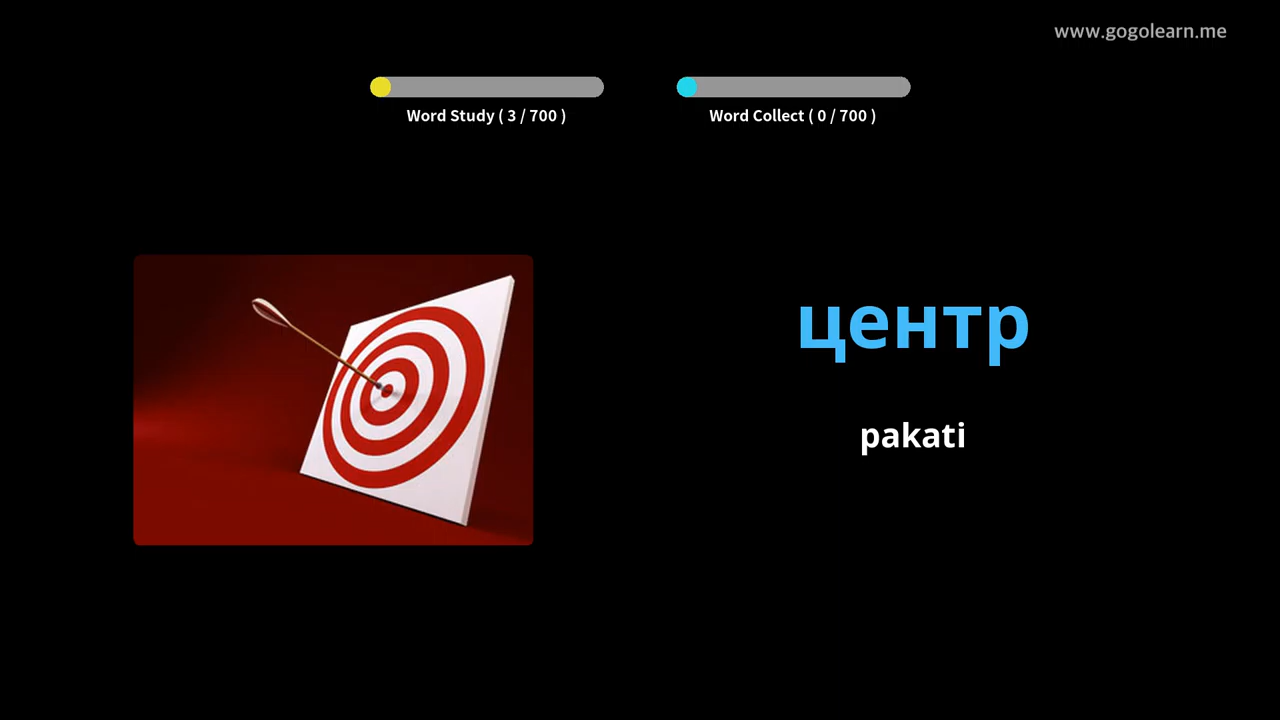 www.gogolearn.me
Word Study ( 3 / 700 )
Word Collect ( 0 / 700 )
центр
pakati